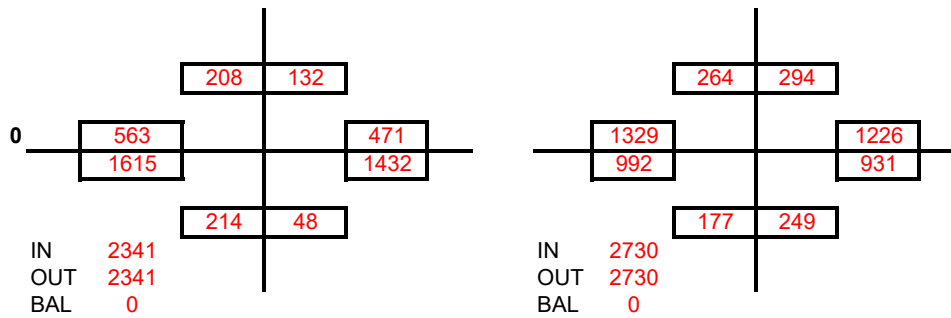 208 132
0 563 471
1615 1432
214 48
IN 2341
OUT 2341
BAL 0
264 294
1329 1226
992 931
177 249
IN 2730
OUT 2730
BAL 0